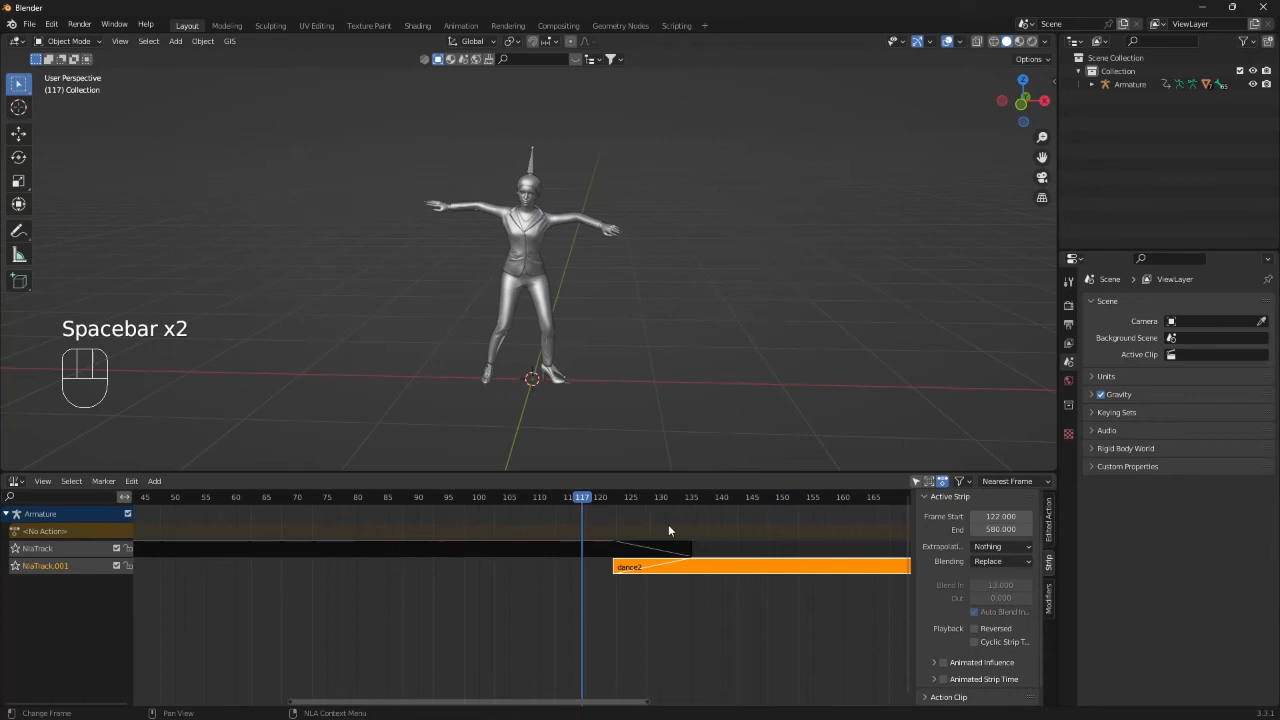 Blender
File Edit Render Window Help Layout Modeling Sculpting UV Editing Texture Paint Shading Animation Rendering Compositing Geometry Nodes Scripting + Scene ViewLayer
Object Mode View Select Add Object GIS Global
Options
User Perspective
(117) Collection
Z
X
Y
Scene Collection
Collection
Armature
7
65
Scene ViewLayer
Scene
Camera
Background Scene
Active Clip
Units
Gravity
Keying Sets
Audio
Rigid Body World
Custom Properties
Spacebar x2
View Select Marker Edit Add Nearest Frame
45 50 55 60 65 70 75 80 85 90 95 100 105 110 117 120 125 130 135 140 145 150 155 160 165
Armature
<No Action>
NlaTrack
NlaTrack.001
dance2
Active Strip
Frame Start 122.000
End 580.000
Extrapolati... Nothing
Blending Replace
Blend In 13.000
Out 0.000
Auto Blend In...
Playback Reversed
Cyclic Strip T...
Animated Influence
Animated Strip Time
Action Clip
Edited Action
Strip
Modifiers
Change Frame Pan View NLA Context Menu 3.3.1